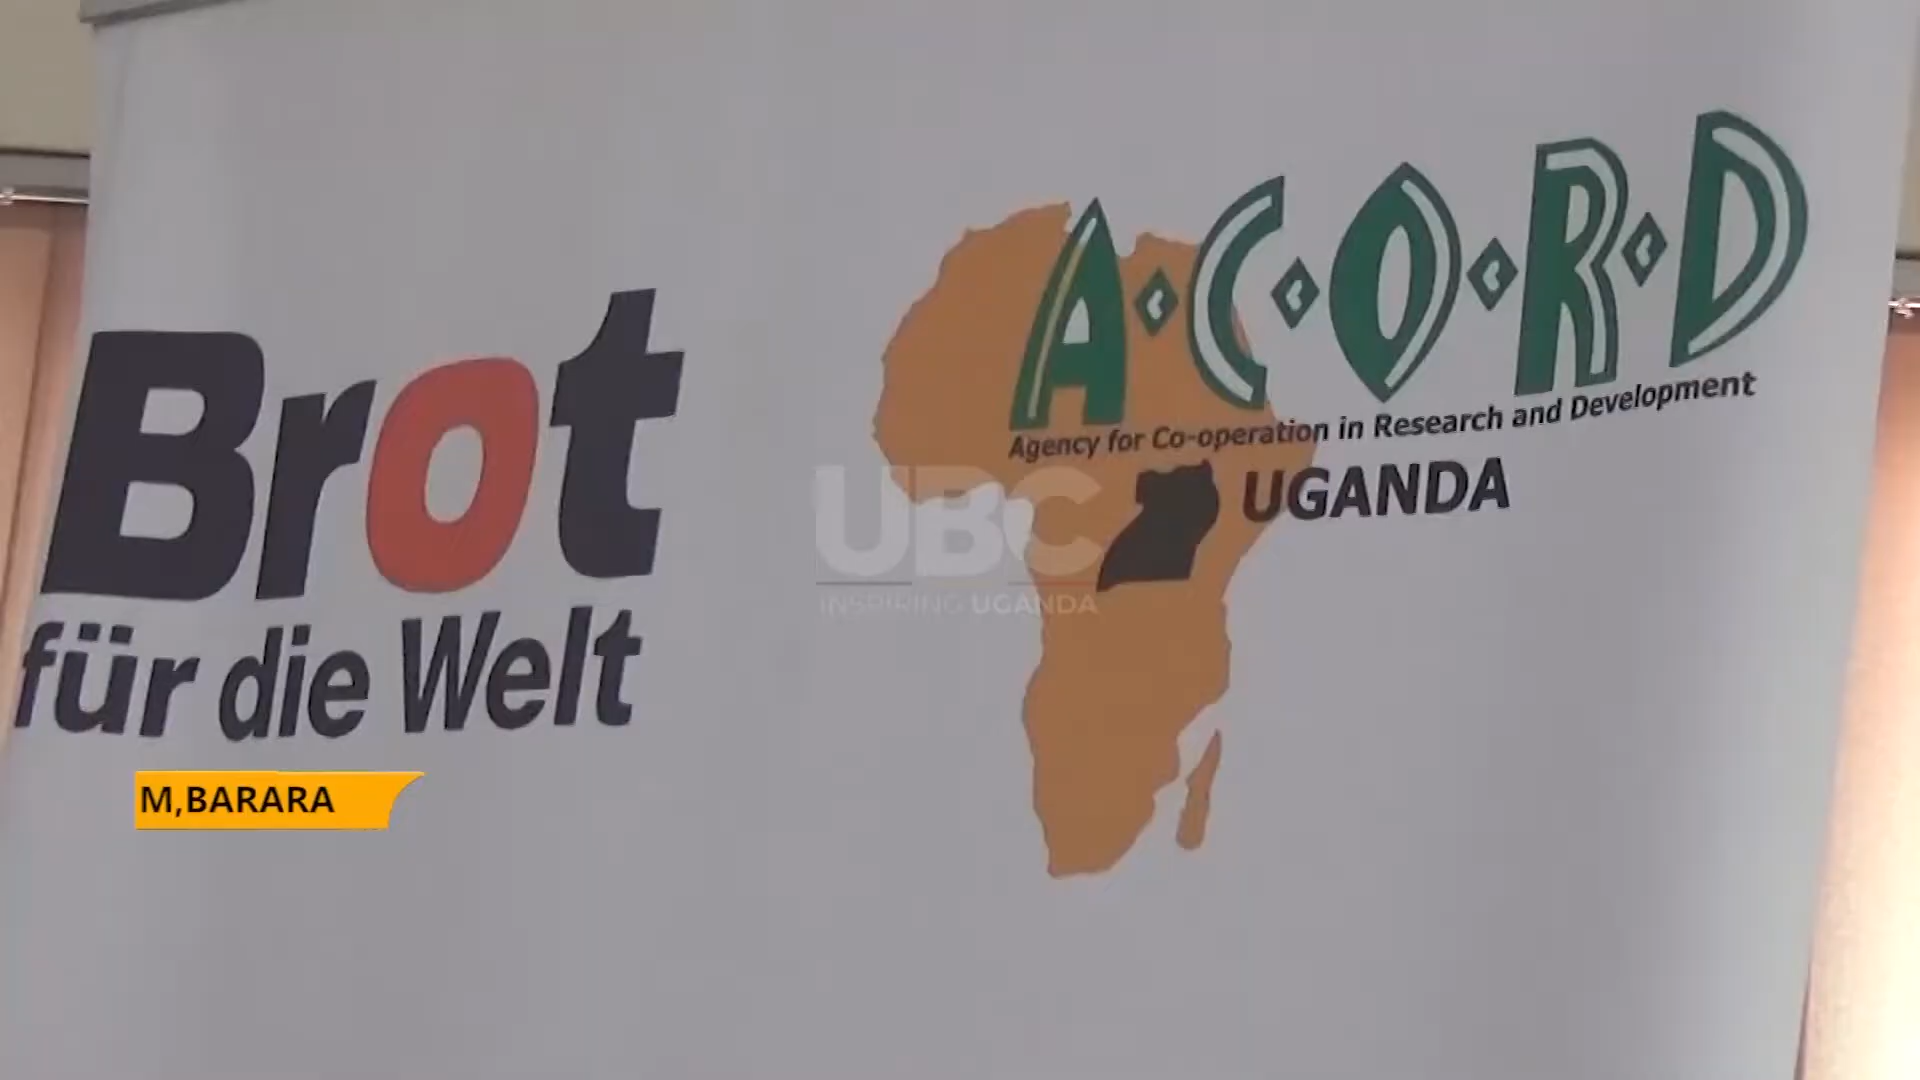 Brot
für die Welt
A·C·O·R·D
Agency for Co-operation in Research and Development
UGANDA
UBC
INSPIRING UGANDA
M,BARARA